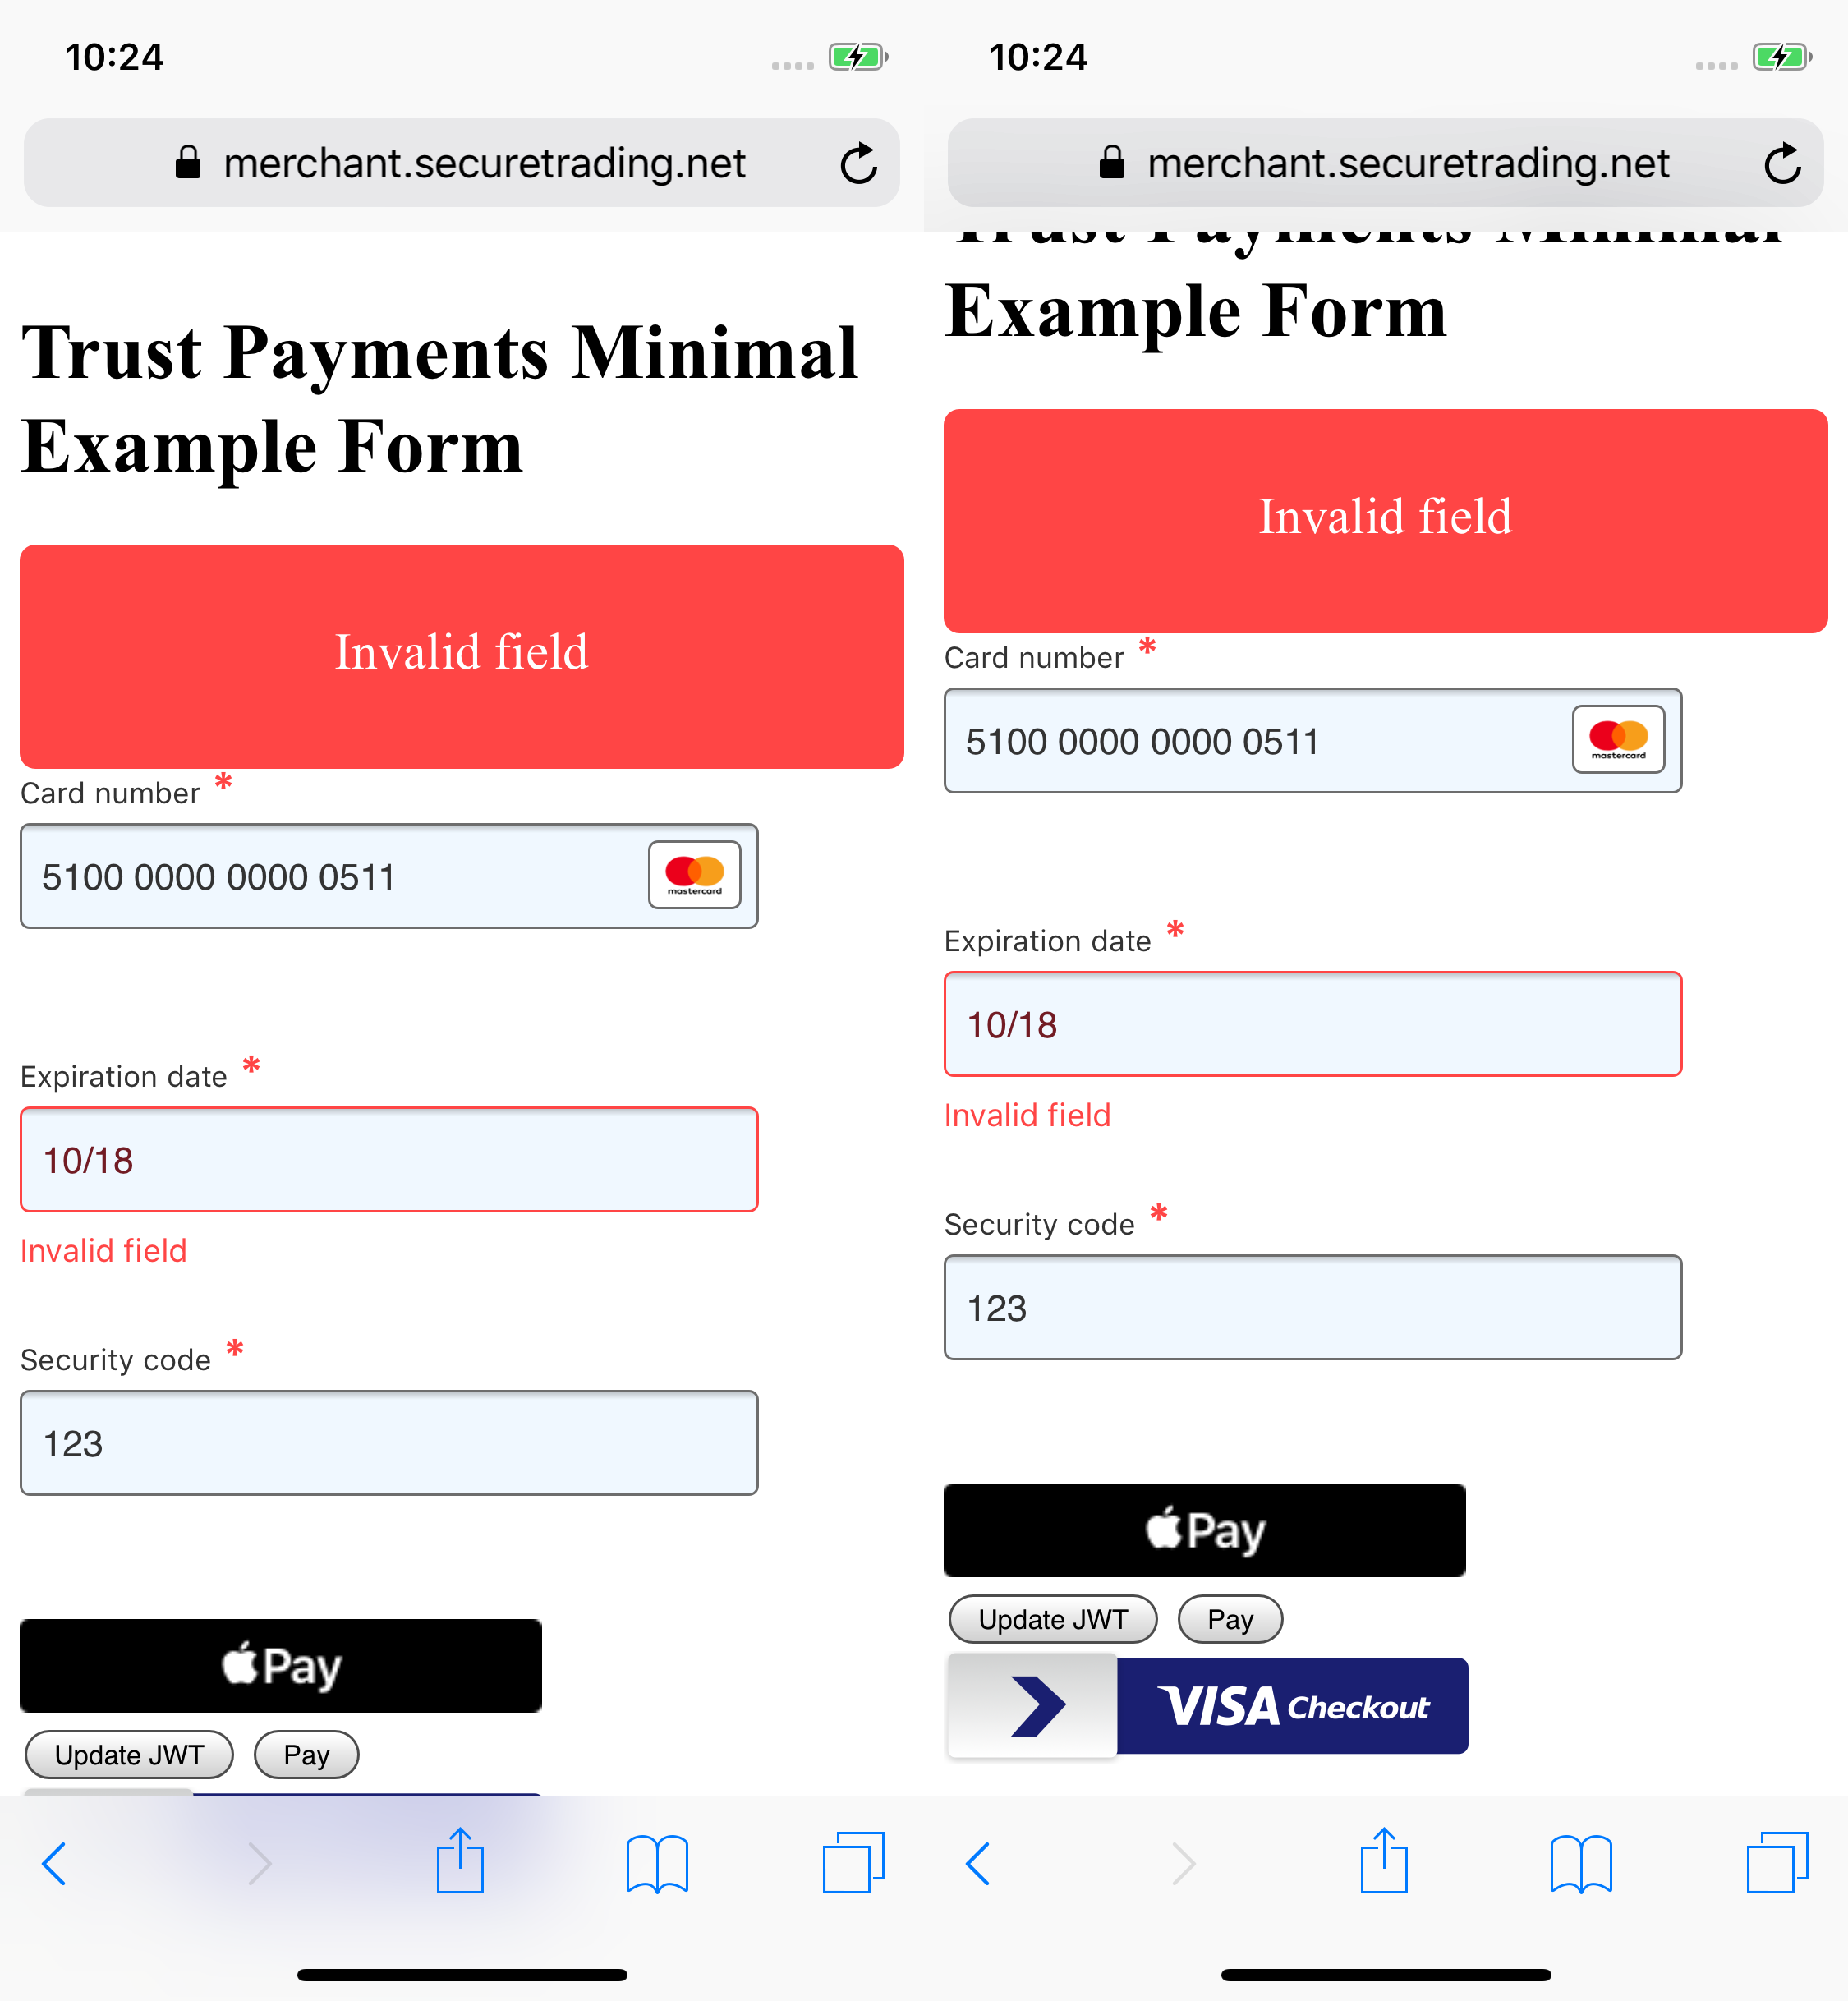 10:24
merchant.securetrading.net
Trust Payments Minimal
Example Form
Invalid field
Card number *
5100 0000 0000 0511
mastercard
Expiration date *
10/18
Invalid field
Security code *
123
Pay
Update JWT
Pay
10:24
merchant.securetrading.net
Trust Payments Minimal
Example Form
Invalid field
Card number *
5100 0000 0000 0511
mastercard
Expiration date *
10/18
Invalid field
Security code *
123
Pay
Update JWT
Pay
VISA Checkout